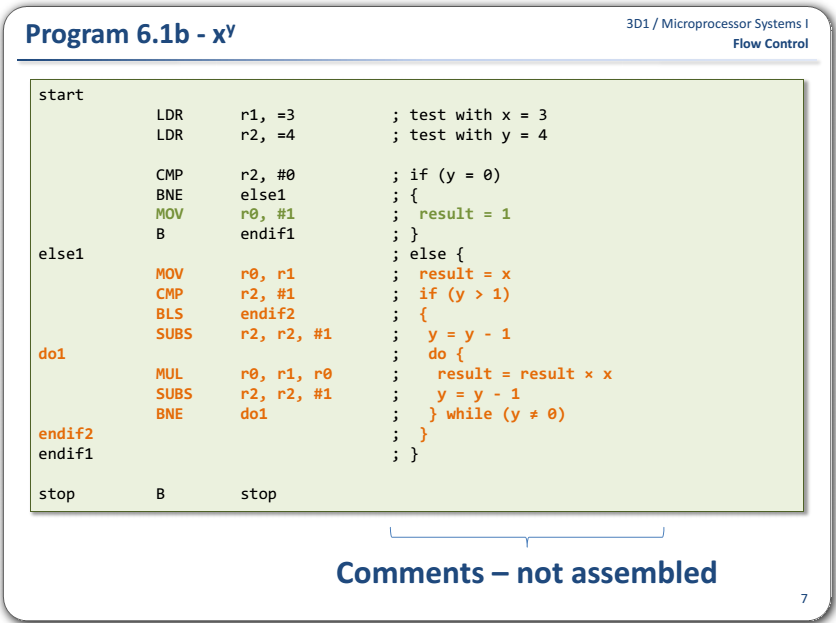 Program 6.1b - xʸ
3D1 / Microprocessor Systems I
Flow Control
start
LDR r1, =3 ; test with x = 3
LDR r2, =4 ; test with y = 4
CMP r2, #0 ; if (y = 0)
BNE else1 ; {
MOV r0, #1 ; result = 1
B endif1 ; }
else1 ; else {
MOV r0, r1 ; result = x
CMP r2, #1 ; if (y > 1)
BLS endif2 ; {
SUBS r2, r2, #1 ; y = y - 1
do1 ; do {
MUL r0, r1, r0 ; result = result × x
SUBS r2, r2, #1 ; y = y - 1
BNE do1 ; } while (y ≠ 0)
endif2 ; }
endif1 ; }
stop B stop
Comments – not assembled
7